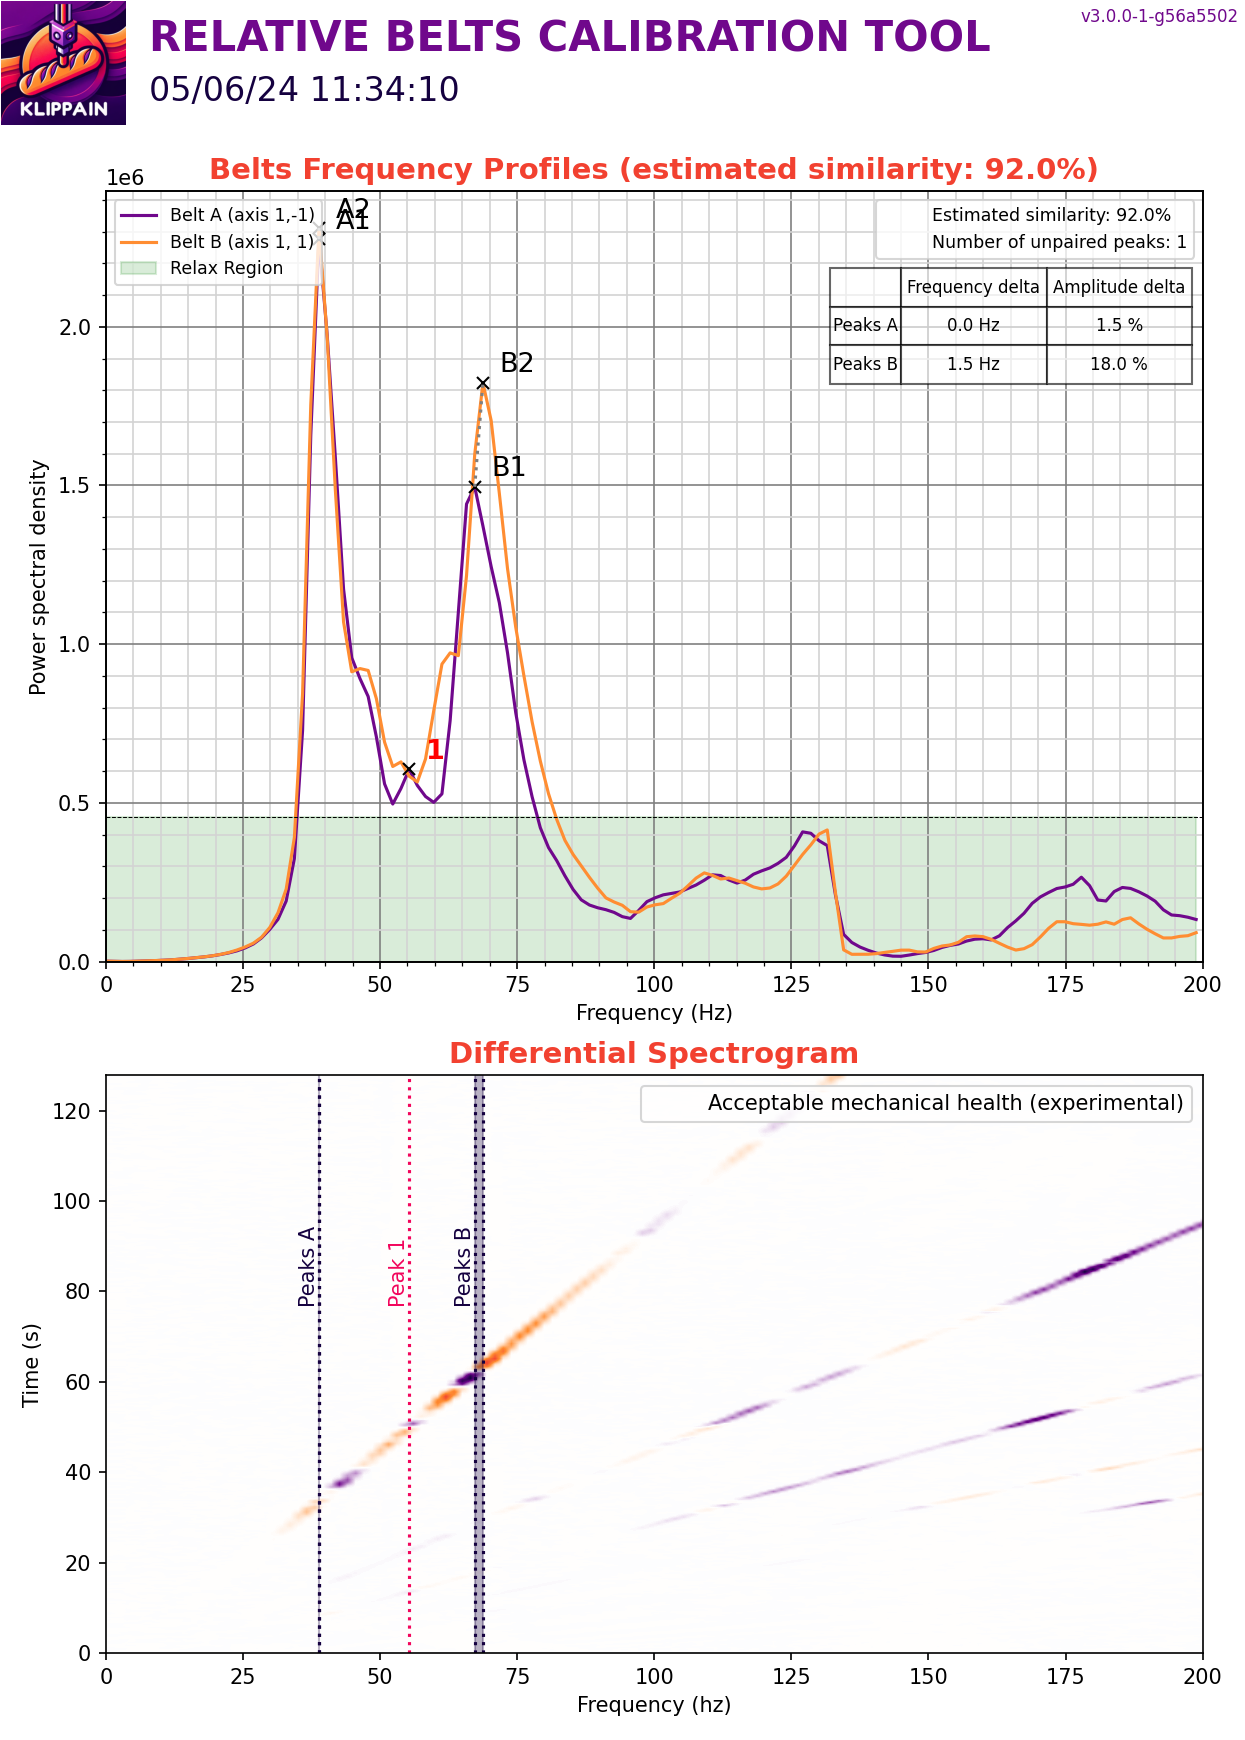 KLIPPAIN
RELATIVE BELTS CALIBRATION TOOL
v3.0.0-1-g56a5502
05/06/24 11:34:10
Belts Frequency Profiles (estimated similarity: 92.0%)
1e6
Belt A (axis 1,-1)
Belt B (axis 1, 1)
Relax Region
A2
A1
B2
B1
1
Estimated similarity: 92.0%
Number of unpaired peaks: 1
Frequency delta Amplitude delta
Peaks A 0.0 Hz 1.5 %
Peaks B 1.5 Hz 18.0 %
Power spectral density
2.0
1.5
1.0
0.5
0.0
0 25 50 75 100 125 150 175 200
Frequency (Hz)
Differential Spectrogram
Acceptable mechanical health (experimental)
Peaks A
Peak 1
Peaks B
Time (s)
120
100
80
60
40
20
0
0 25 50 75 100 125 150 175 200
Frequency (hz)